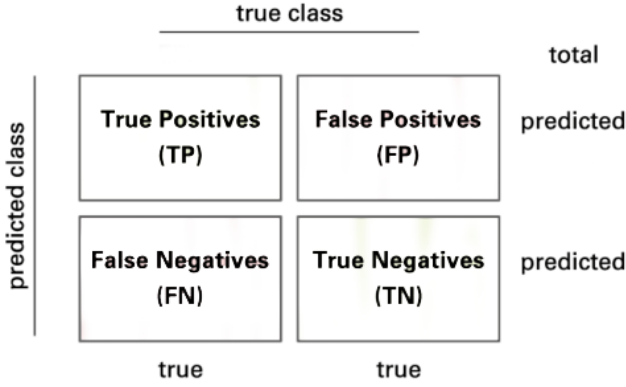 true class
total
predicted class
True Positives
(TP)
False Positives
(FP)
predicted
False Negatives
(FN)
True Negatives
(TN)
predicted
true
true